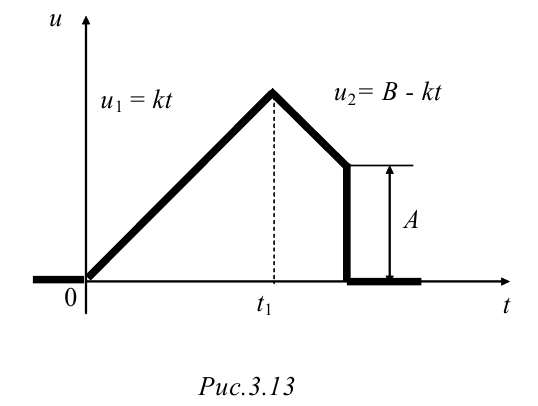 u
u₁ = kt
u₂= B - kt
A
0
t₁
t
Рис.3.13